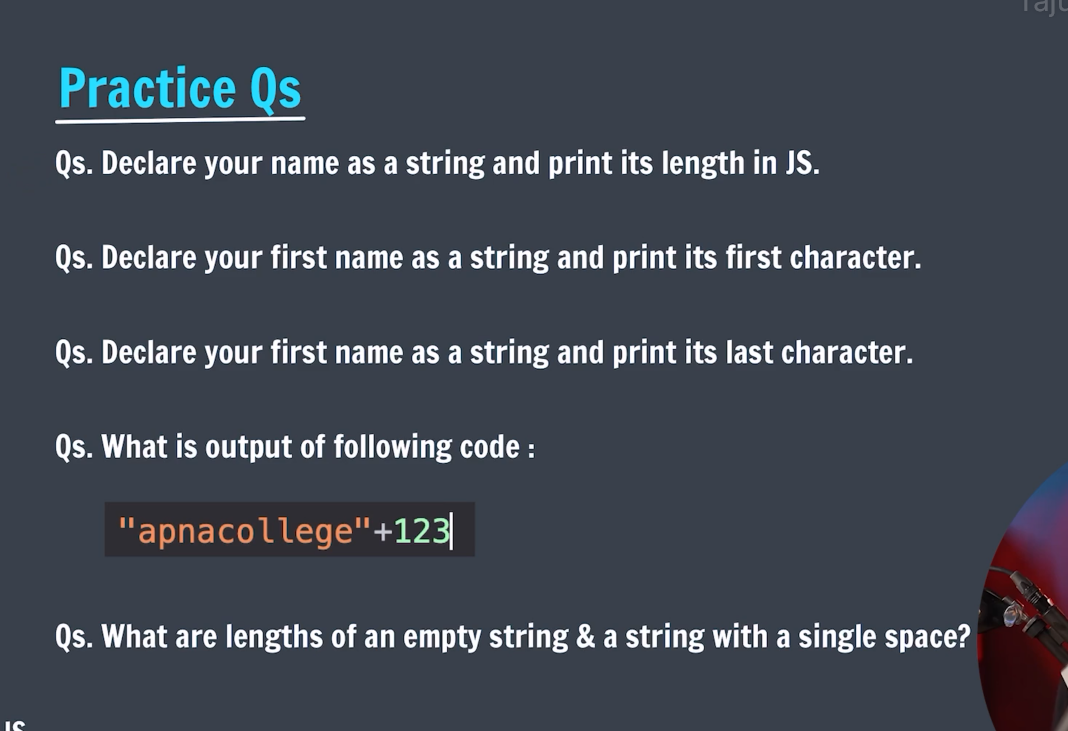 Practice Qs
Qs. Declare your name as a string and print its length in JS.
Qs. Declare your first name as a string and print its first character.
Qs. Declare your first name as a string and print its last character.
Qs. What is output of following code :
"apnacollege"+123
Qs. What are lengths of an empty string & a string with a single space?
JS